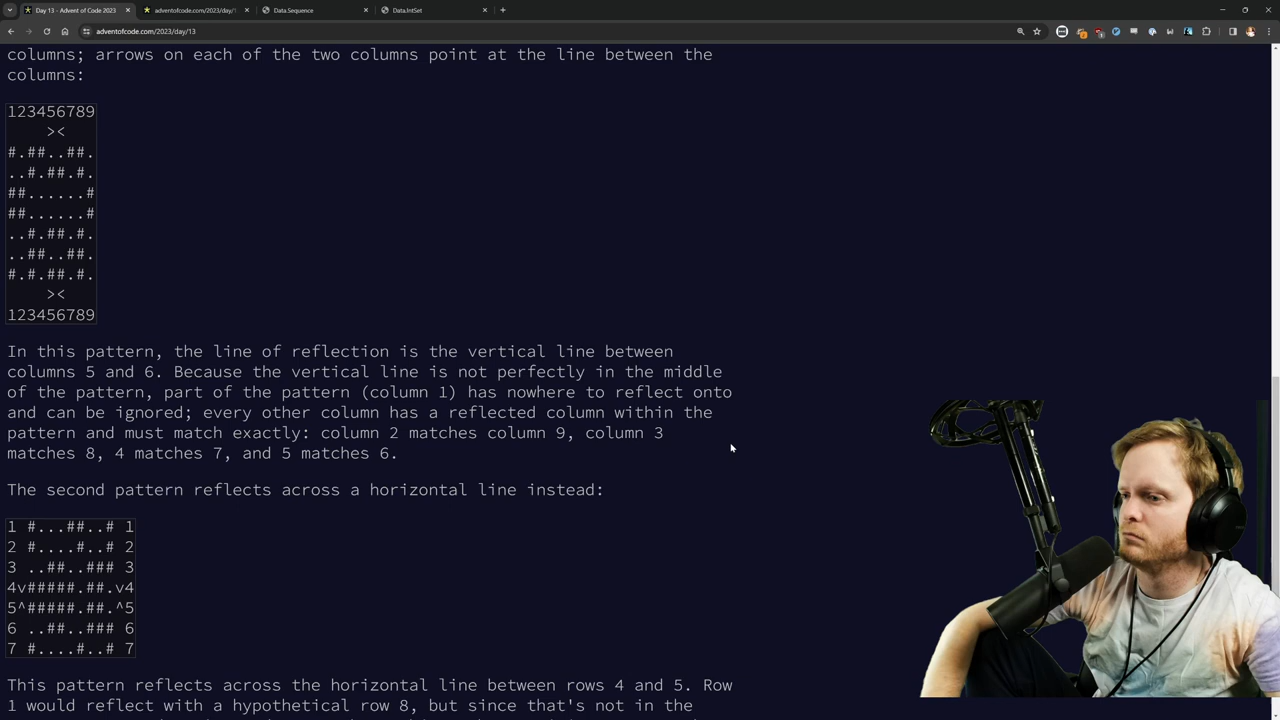 Day 13 - Advent of Code 2023
adventofcode.com/2023/day/1
Data.Sequence
Data.IntSet
adventofcode.com/2023/day/13
columns; arrows on each of the two columns point at the line between the
columns:
123456789
><
#.##..##.
..#.##.#.
##......#
##......#
..#.##.#.
..##..##.
#.#.##.#.
><
123456789
In this pattern, the line of reflection is the vertical line between
columns 5 and 6. Because the vertical line is not perfectly in the middle
of the pattern, part of the pattern (column 1) has nowhere to reflect onto
and can be ignored; every other column has a reflected column within the
pattern and must match exactly: column 2 matches column 9, column 3
matches 8, 4 matches 7, and 5 matches 6.
The second pattern reflects across a horizontal line instead:
1 #...##..# 1
2 #....#..# 2
3 ..##..### 3
4v#####.##.v4
5^#####.##.^5
6 ..##..### 6
7 #....#..# 7
This pattern reflects across the horizontal line between rows 4 and 5. Row
1 would reflect with a hypothetical row 8, but since that's not in the